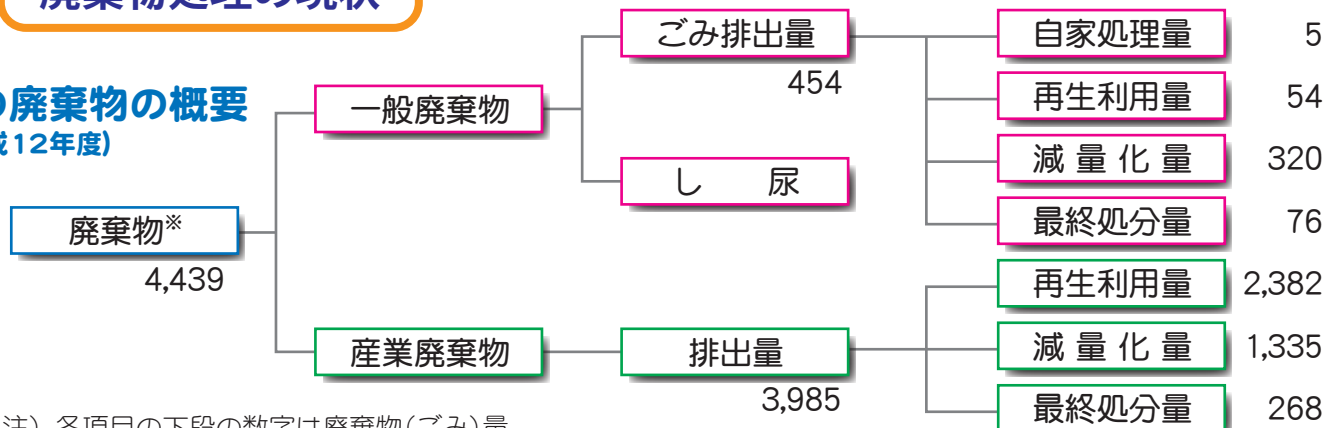 廃棄物処理の現状
の廃棄物の概要
成12年度)
廃棄物※
4,439
一般廃棄物
ごみ排出量
454
し 尿
自家処理量 5
再生利用量 54
減量化量 320
最終処分量 76
産業廃棄物
排出量
3,985
再生利用量 2,382
減量化量 1,335
最終処分量 268
注) 各項目の下段の数字は廃棄物(ごみ)量